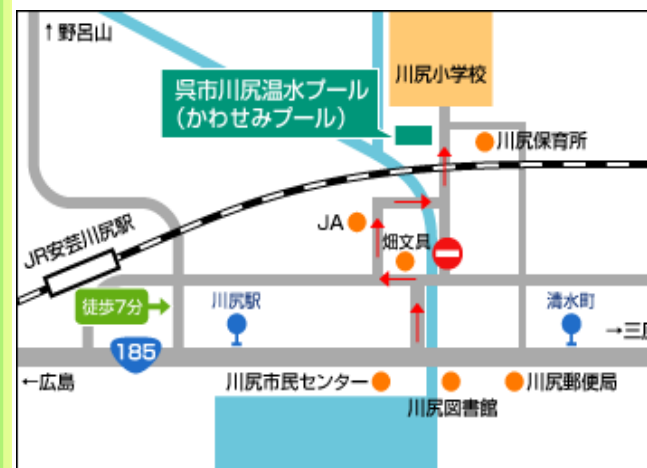 ↑野呂山
川尻小学校
呉市川尻温水プール
(かわせみプール)
川尻保育所
JR安芸川尻駅
JA
畑文具
徒歩7分→
川尻駅
清水町
→三原
185
←広島
川尻市民センター
川尻郵便局
川尻図書館